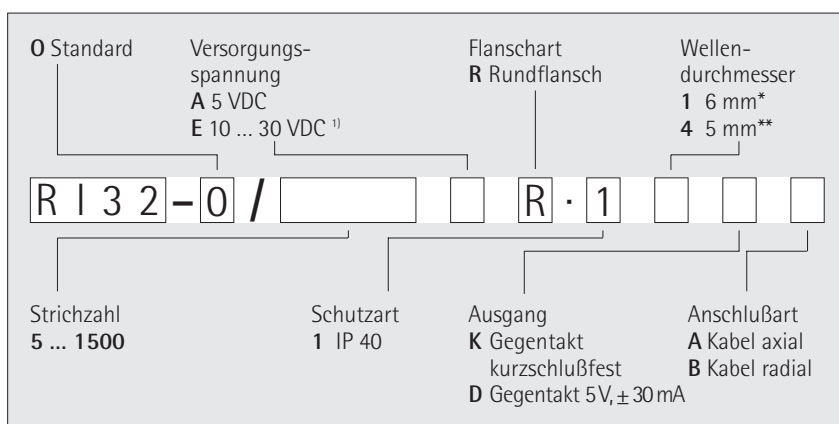 O Standard
Versorgungs-
spannung
A 5 VDC
E 10 ... 30 VDC 1)
Flanschart
R Rundflansch
Wellen-
durchmesser
1 6 mm*
4 5 mm**
R I 3 2 – 0 / R · 1
Strichzahl
5 ... 1500
Schutzart
1 IP 40
Ausgang
K Gegentakt
kurzschlußfest
D Gegentakt 5 V, ± 30 mA
Anschlußart
A Kabel axial
B Kabel radial